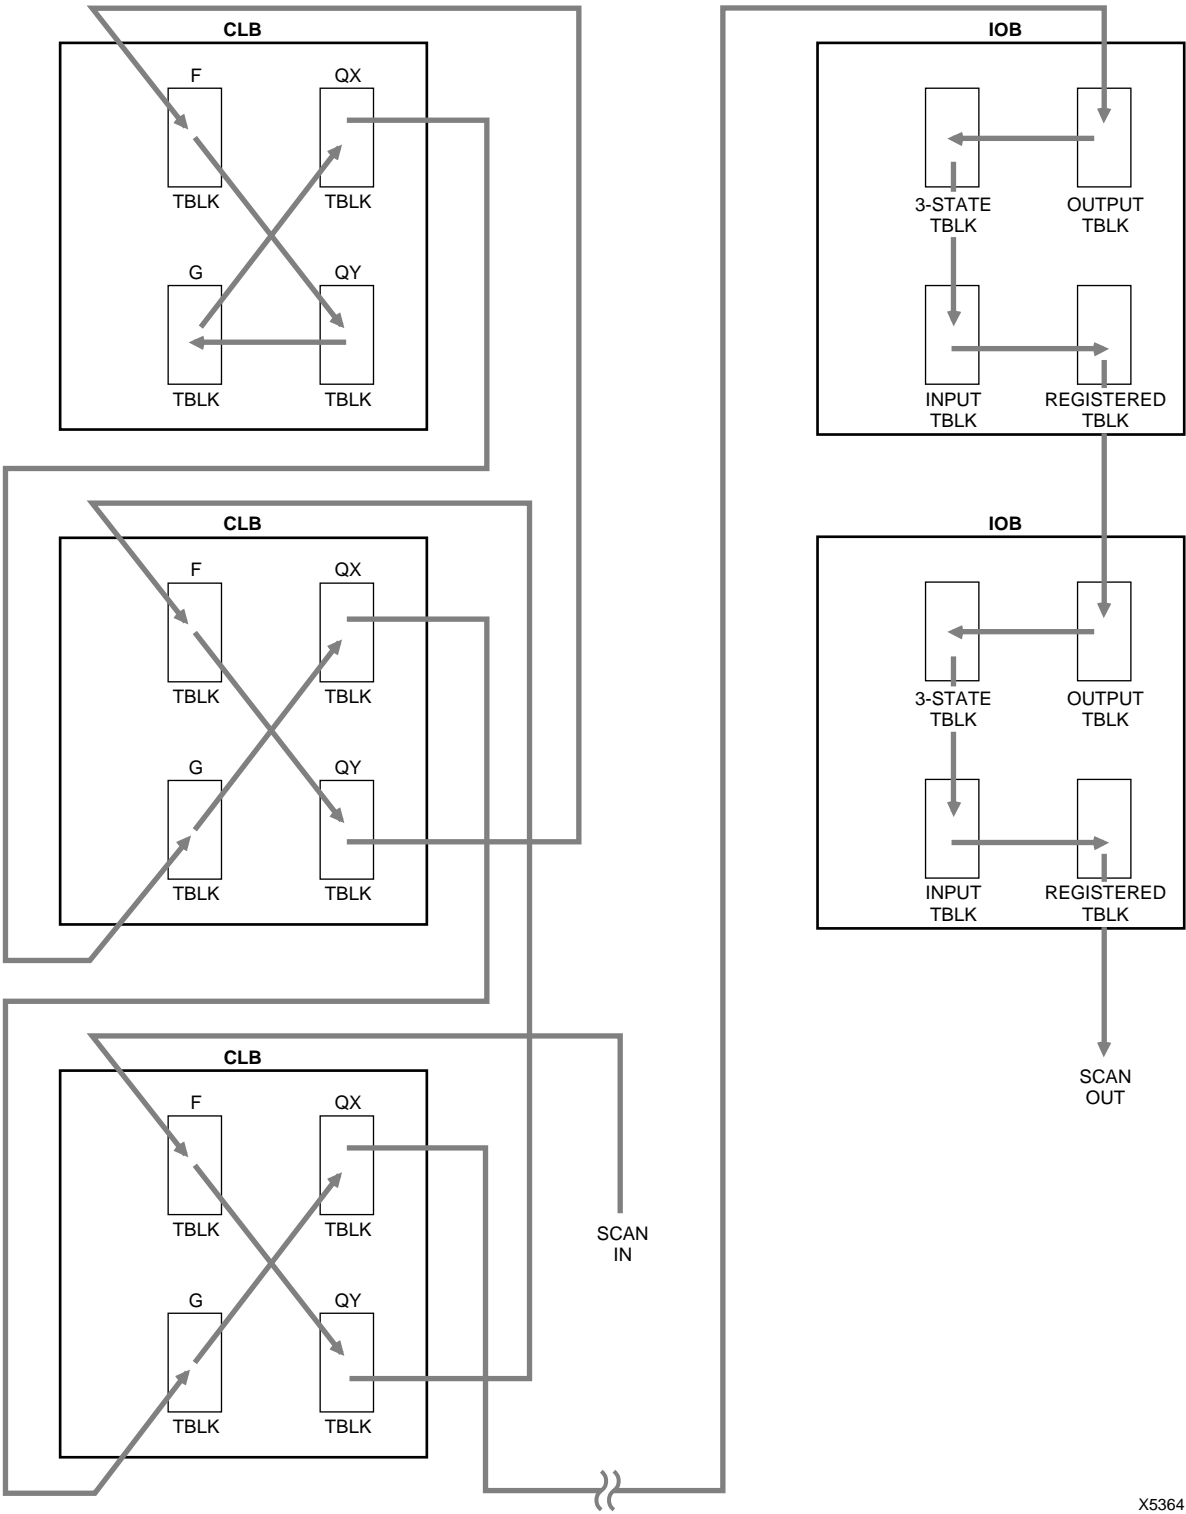 CLB
F
QX
TBLK
TBLK
G
QY
TBLK
TBLK
CLB
F
QX
TBLK
TBLK
G
QY
TBLK
TBLK
CLB
F
QX
TBLK
TBLK
G
QY
TBLK
TBLK
SCAN
IN
IOB
3-STATE
TBLK
OUTPUT
TBLK
INPUT
TBLK
REGISTERED
TBLK
IOB
3-STATE
TBLK
OUTPUT
TBLK
INPUT
TBLK
REGISTERED
TBLK
SCAN
OUT
X5364